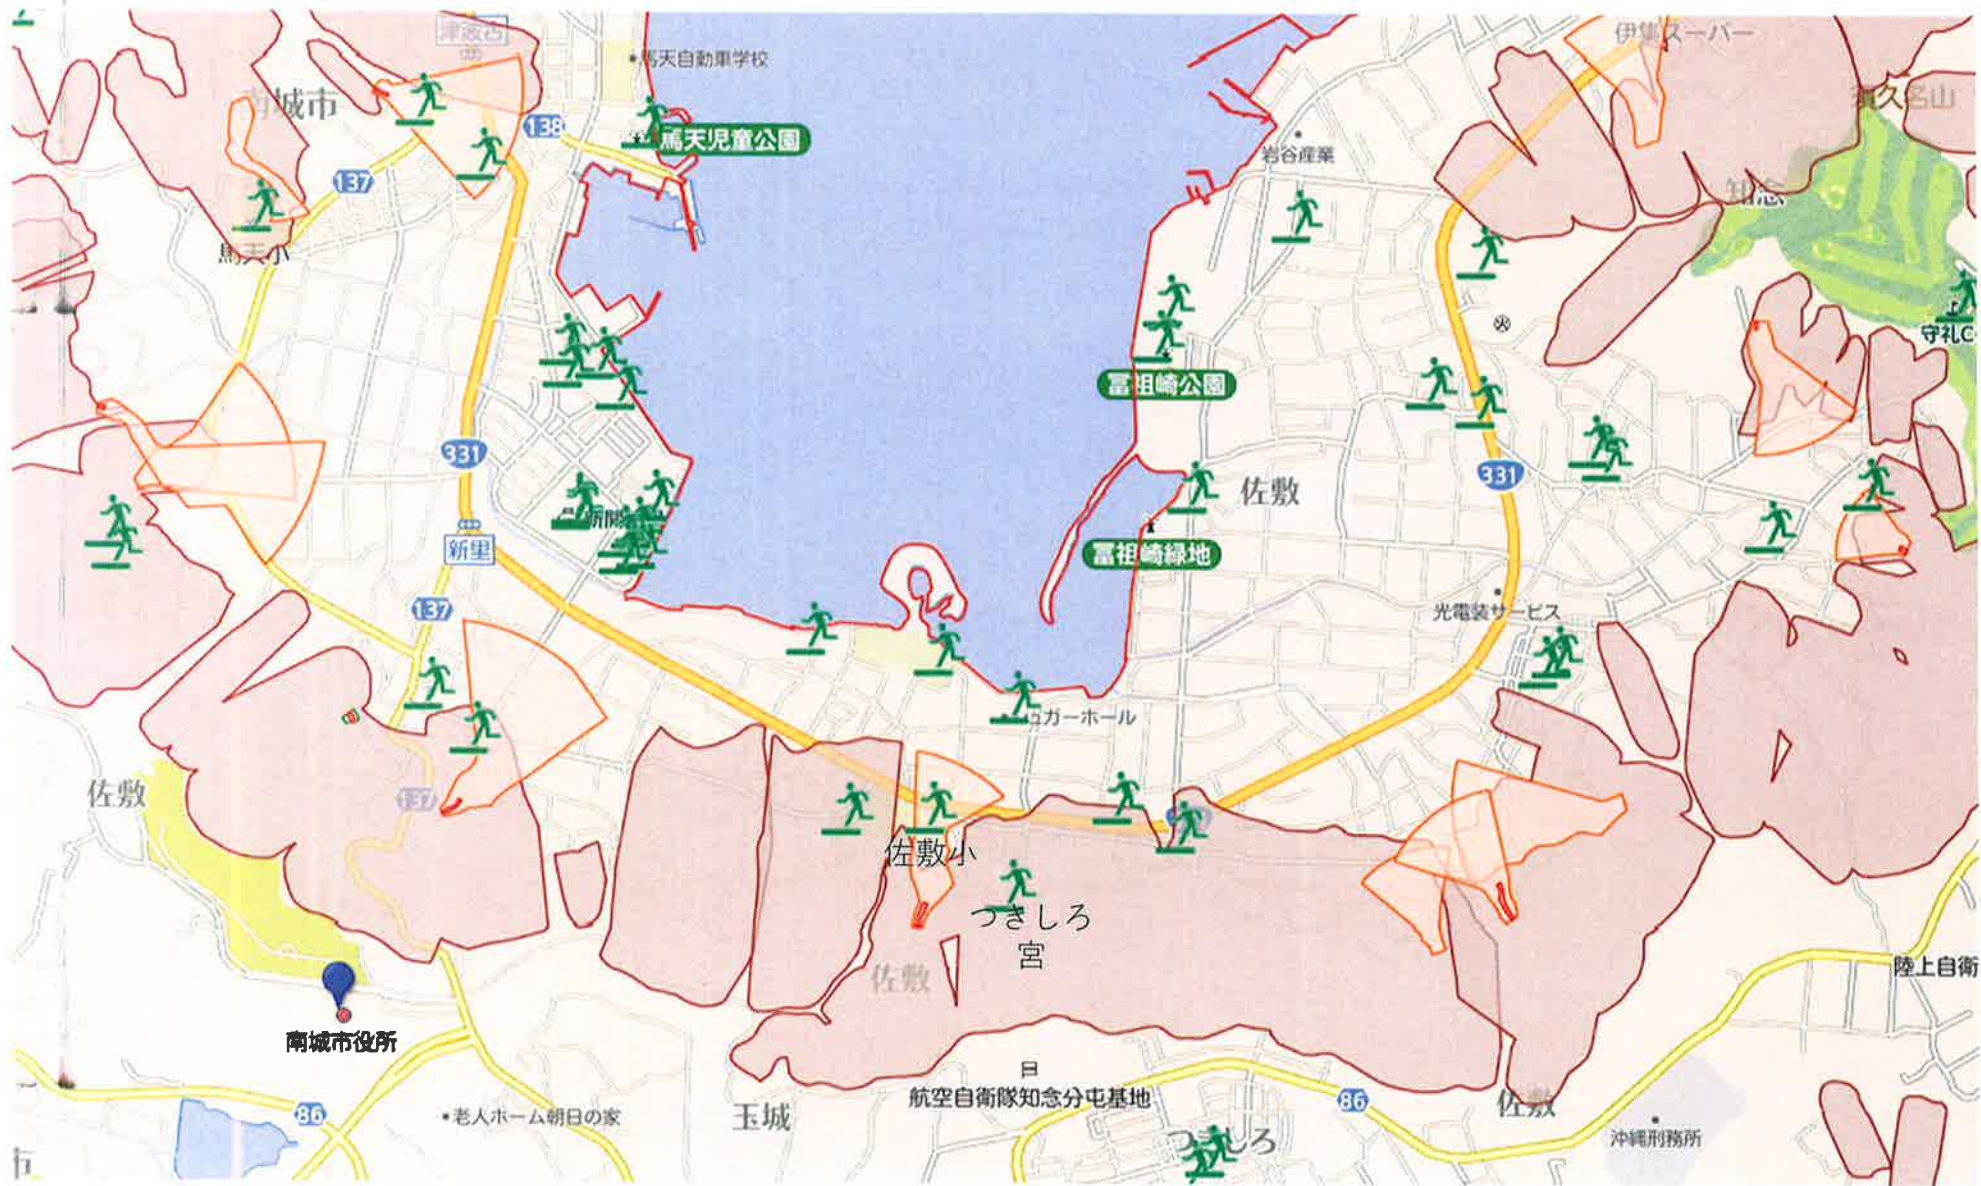 津波古
伊集スーパー
馬天自動車学校
南城市
須久名山
138
馬天児童公園
岩谷産業
137
知念
馬天小
守礼C
富祖崎公園
331
331
佐敷
新開
新里
富祖崎緑地
137
光電装サービス
シュガーホール
佐敷
137
佐敷小
つきしろ
宮
佐敷
陸上自衛
南城市役所
航空自衛隊知念分屯基地
86
86
老人ホーム朝日の家
玉城
佐敷
つきしろ
沖縄刑務所
市